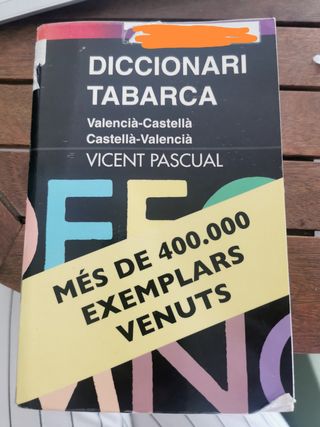 DICCIONARI
TABARCA
Valencià-Castellà
Castellà-Valencià
VICENT PASCUAL
MÉS DE 400.000
EXEMPLARS
VENUTS